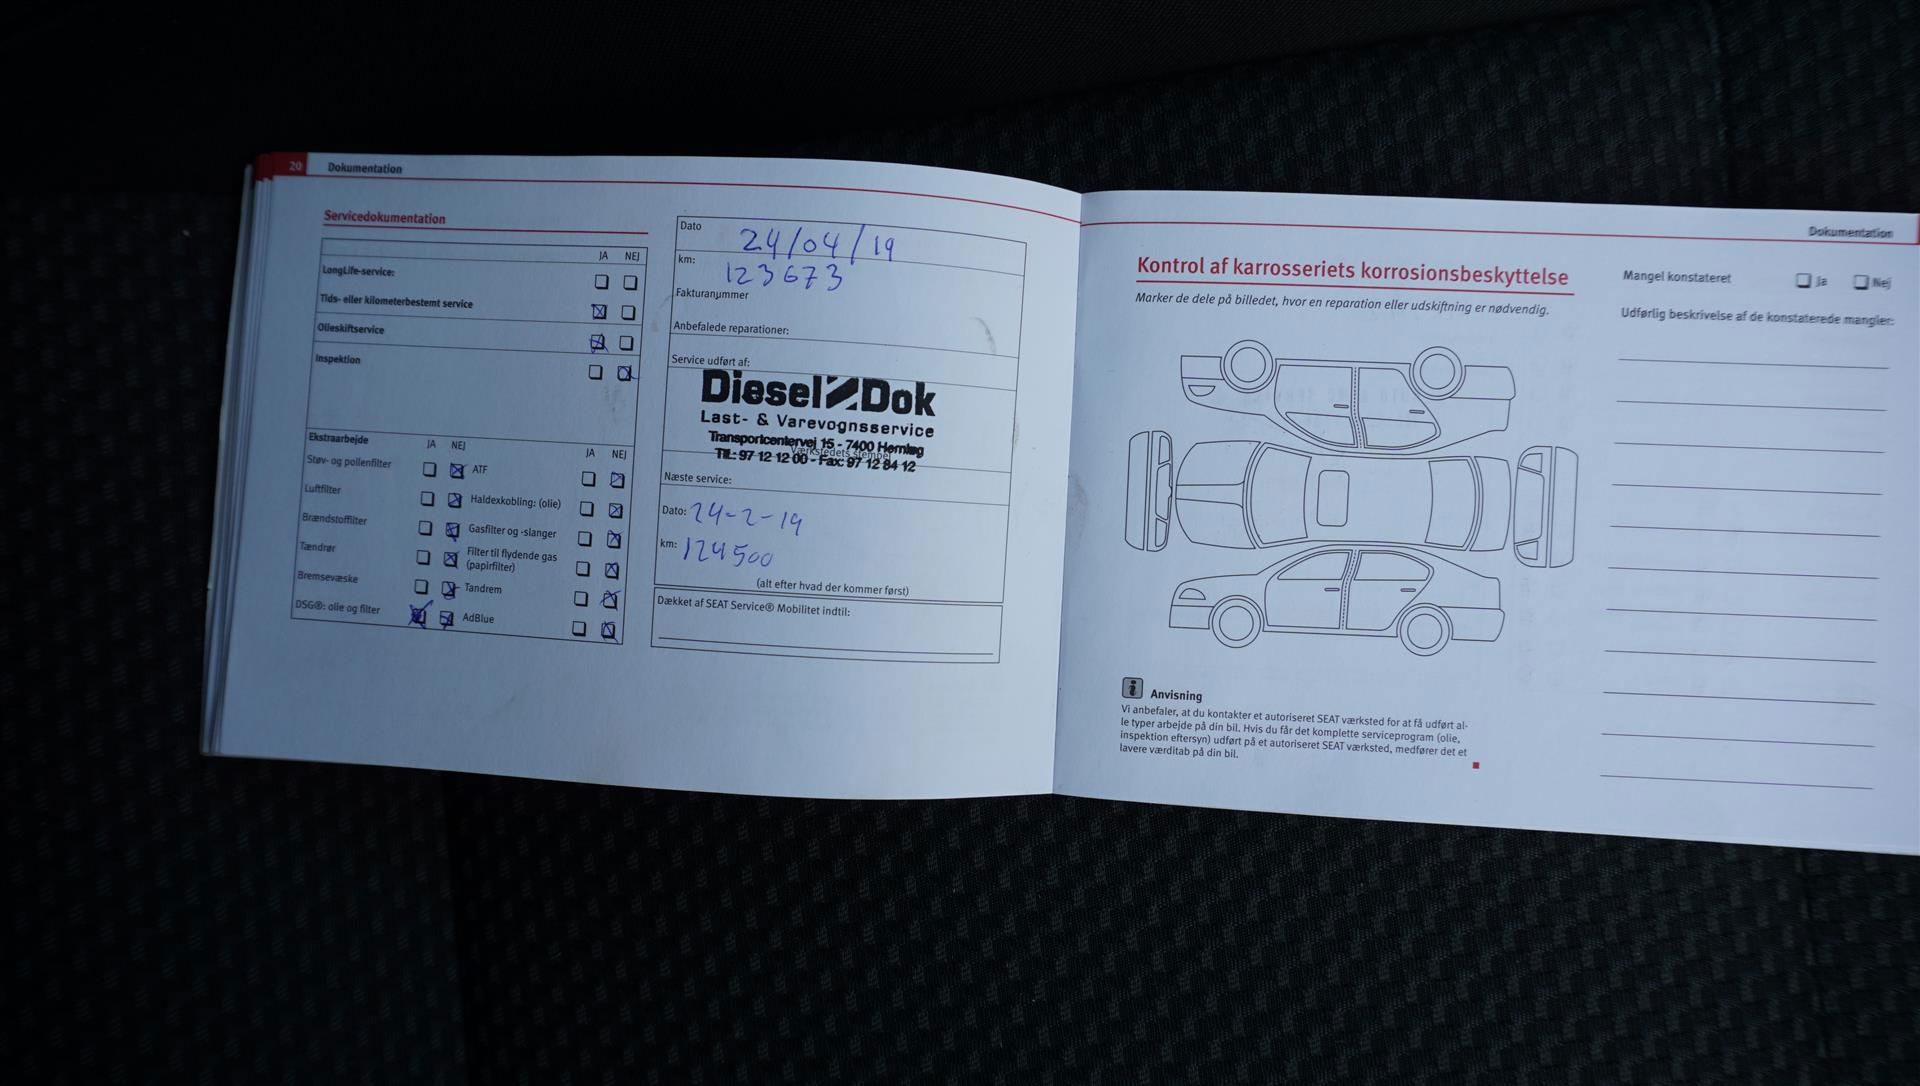 20 Dokumentation
Servicedokumentation
JA NEJ
LongLife-service:
Tids- eller kilometerbestemt service
Olieskiftservice
Inspektion
Ekstraarbejde JA NEJ JA NEJ
Støv- og pollenfilter ATF
Luftfilter Haldexkobling: (olie)
Brændstoffilter Gasfilter og -slanger
Tændrør Filter til flydende gas
(papirfilter)
Bremsevæske Tandrem
DSG®: olie og filter AdBlue
Dato 24/04/19
km: 123673
Fakturanummer
Anbefalede reparationer:
Service udført af:
Diesel Dok
Last- & Varevognsservice
Transportcentervej 15 - 7400 Herning
Værkstedets stempel
Tlf.: 97 12 12 00 - Fax: 97 12 84 12
Næste service:
Dato: 24-2-19
km: 124500
(alt efter hvad der kommer først)
Dækket af SEAT Service® Mobilitet indtil:
Dokumentation
Kontrol af karrosseriets korrosionsbeskyttelse
Marker de dele på billedet, hvor en reparation eller udskiftning er nødvendig.
Anvisning
Vi anbefaler, at du kontakter et autoriseret SEAT værksted for at få udført al-
le typer arbejde på din bil. Hvis du får det komplette serviceprogram (olie,
inspektion eftersyn) udført på et autoriseret SEAT værksted, medfører det et
lavere værditab på din bil.
Mangel konstateret Ja Nej
Udførlig beskrivelse af de konstaterede mangler: